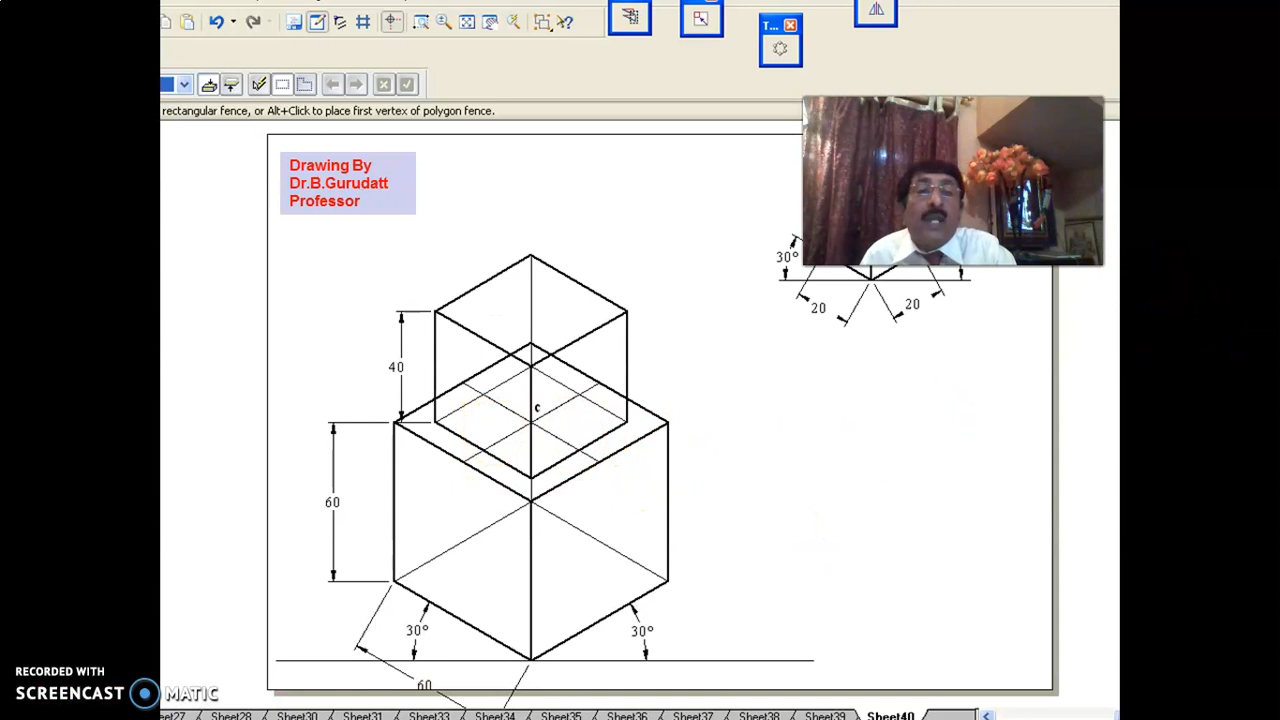 rectangular fence, or Alt+Click to place first vertex of polygon fence.
T...
Drawing By
Dr.B.Gurudatt
Professor
30°
20
20
40
c
60
30°
30°
60
RECORDED WITH
SCREENCAST MATIC
Sheet28 Sheet30 Sheet31 Sheet33 Sheet34 Sheet35 Sheet36 Sheet37 Sheet38 Sheet39 Sheet40